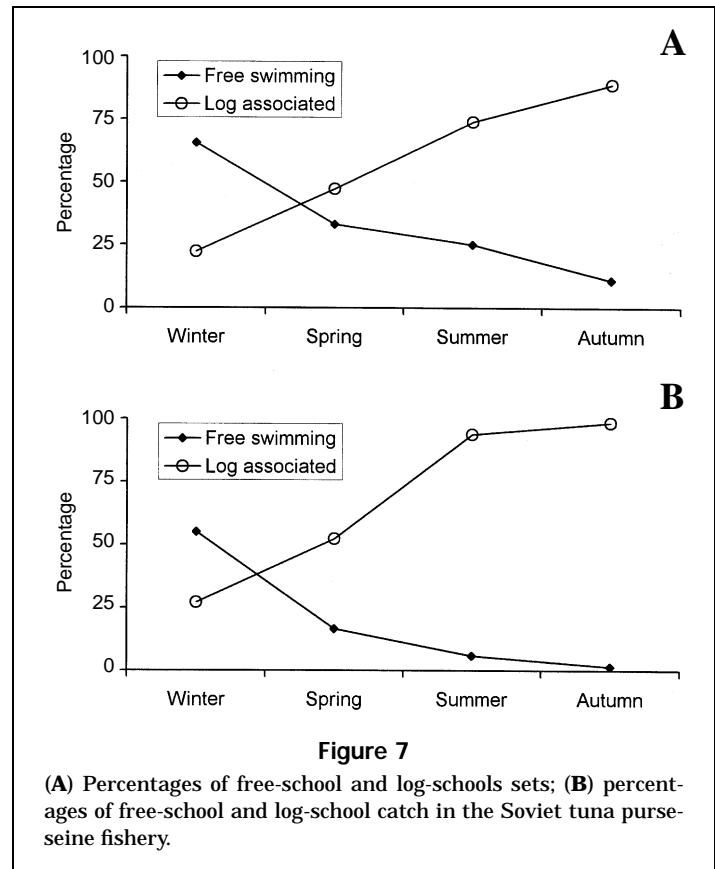 A
Free swimming
Log associated
Percentage
100
75
50
25
0
Winter Spring Summer Autumn
B
Free swimming
Log associated
Percentage
100
75
50
25
0
Winter Spring Summer Autumn
Figure 7
(A) Percentages of free-school and log-schools sets; (B) percent-
ages of free-school and log-school catch in the Soviet tuna purse-
seine fishery.